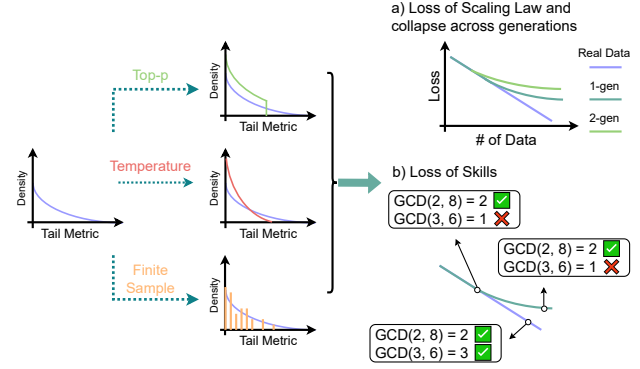 a) Loss of Scaling Law and
collapse across generations
Top-p
Density
Tail Metric
Loss
# of Data
Real Data
1-gen
2-gen
Density
Tail Metric
Temperature
Density
Tail Metric
b) Loss of Skills
GCD(2, 8) = 2 ✅
GCD(3, 6) = 1 ❌
GCD(2, 8) = 2 ✅
GCD(3, 6) = 1 ❌
Finite
Sample
Density
Tail Metric
GCD(2, 8) = 2 ✅
GCD(3, 6) = 3 ✅